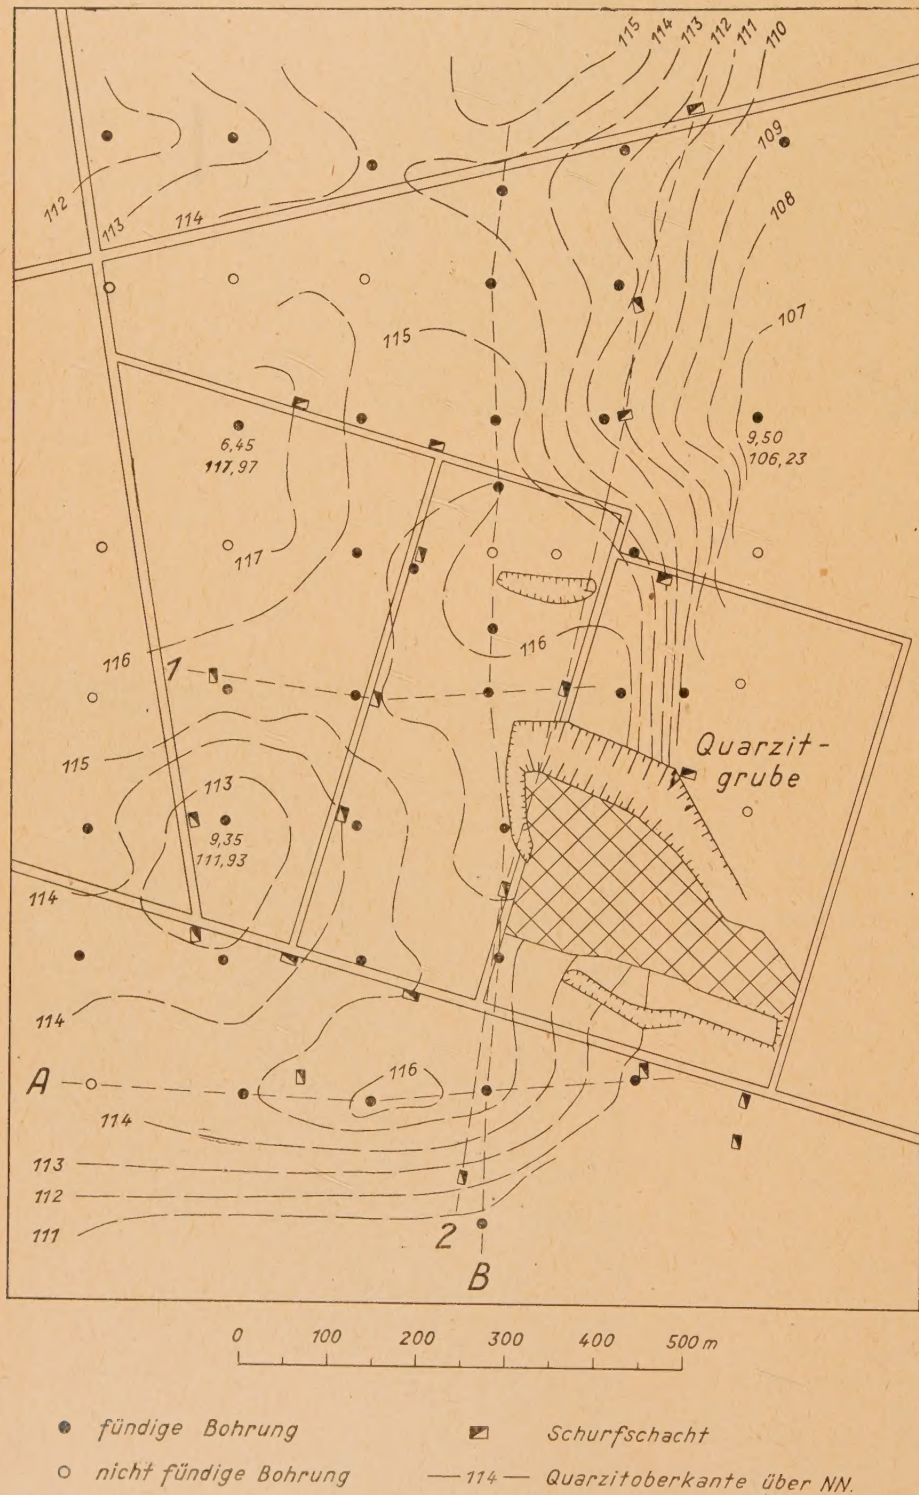 115 114 113 112 111 110
109
112 113 114
108
107
115
6,45
117,97
9,50
106,23
117
116
116
1
115
113
Quarzit-
grube
9,35
111,93
114
114
A
116
114
113
112
111
2
B
0 100 200 300 400 500 m
fündige Bohrung
Schurfschacht
nicht fündige Bohrung
—114— Quarzitoberkante über NN.